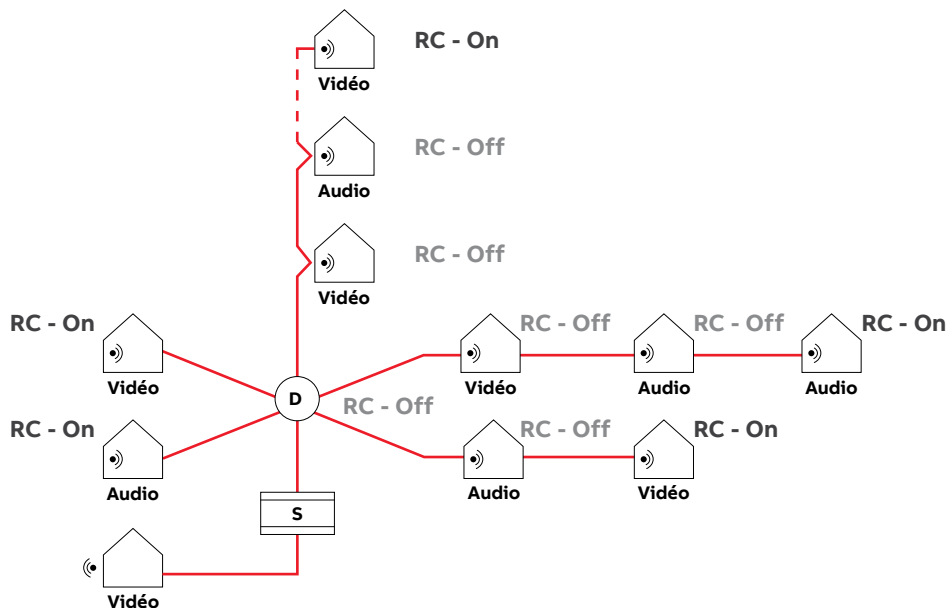 RC - On
Vidéo
RC - Off
Audio
RC - Off
Vidéo
RC - On
Vidéo
RC - Off
Vidéo
RC - Off
Audio
RC - On
Audio
D
RC - Off
RC - On
Audio
RC - Off
Audio
RC - On
Vidéo
S
Vidéo